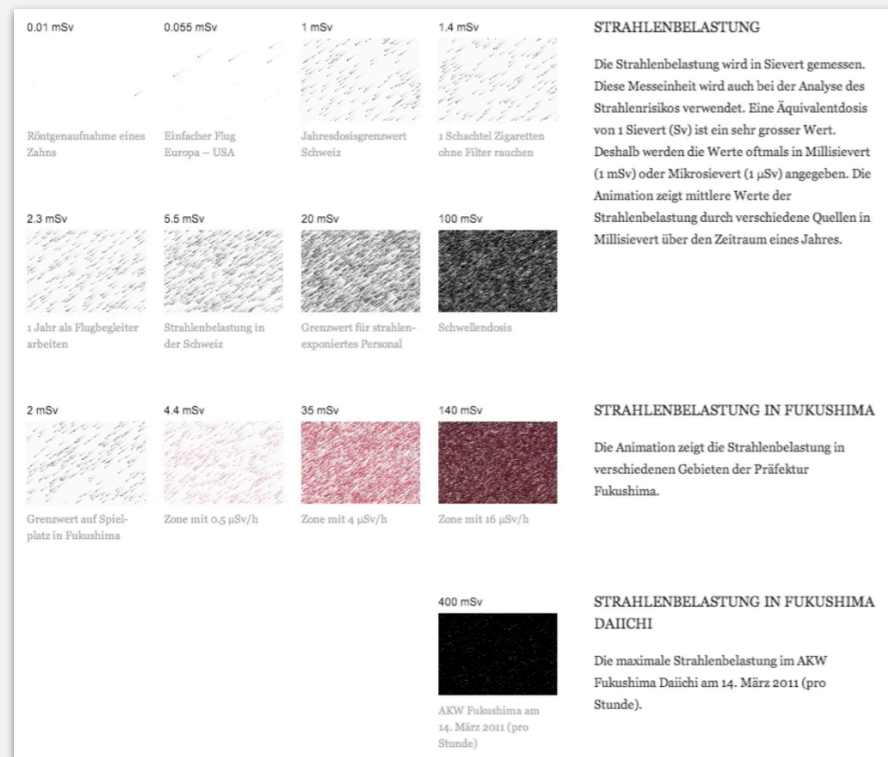 0.01 mSv
0.055 mSv
1 mSv
1.4 mSv
Röntgenaufnahme eines
Zahns
Einfacher Flug
Europa – USA
Jahresdosisgrenzwert
Schweiz
1 Schachtel Zigaretten
ohne Filter rauchen
STRAHLENBELASTUNG
Die Strahlenbelastung wird in Sievert gemessen.
Diese Messeinheit wird auch bei der Analyse des
Strahlenrisikos verwendet. Eine Äquivalentdosis
von 1 Sievert (Sv) ist ein sehr grosser Wert.
Deshalb werden die Werte oftmals in Millisievert
(1 mSv) oder Mikrosievert (1 µSv) angegeben. Die
Animation zeigt mittlere Werte der
Strahlenbelastung durch verschiedene Quellen in
Millisievert über den Zeitraum eines Jahres.
2.3 mSv
5.5 mSv
20 mSv
100 mSv
1 Jahr als Flugbegleiter
arbeiten
Strahlenbelastung in
der Schweiz
Grenzwert für strahlen-
exponiertes Personal
Schwellendosis
2 mSv
4.4 mSv
35 mSv
140 mSv
Grenzwert auf Spiel-
platz in Fukushima
Zone mit 0.5 µSv/h
Zone mit 4 µSv/h
Zone mit 16 µSv/h
STRAHLENBELASTUNG IN FUKUSHIMA
Die Animation zeigt die Strahlenbelastung in
verschiedenen Gebieten der Präfektur
Fukushima.
400 mSv
AKW Fukushima am
14. März 2011 (pro
Stunde)
STRAHLENBELASTUNG IN FUKUSHIMA
DAIICHI
Die maximale Strahlenbelastung im AKW
Fukushima Daiichi am 14. März 2011 (pro
Stunde).